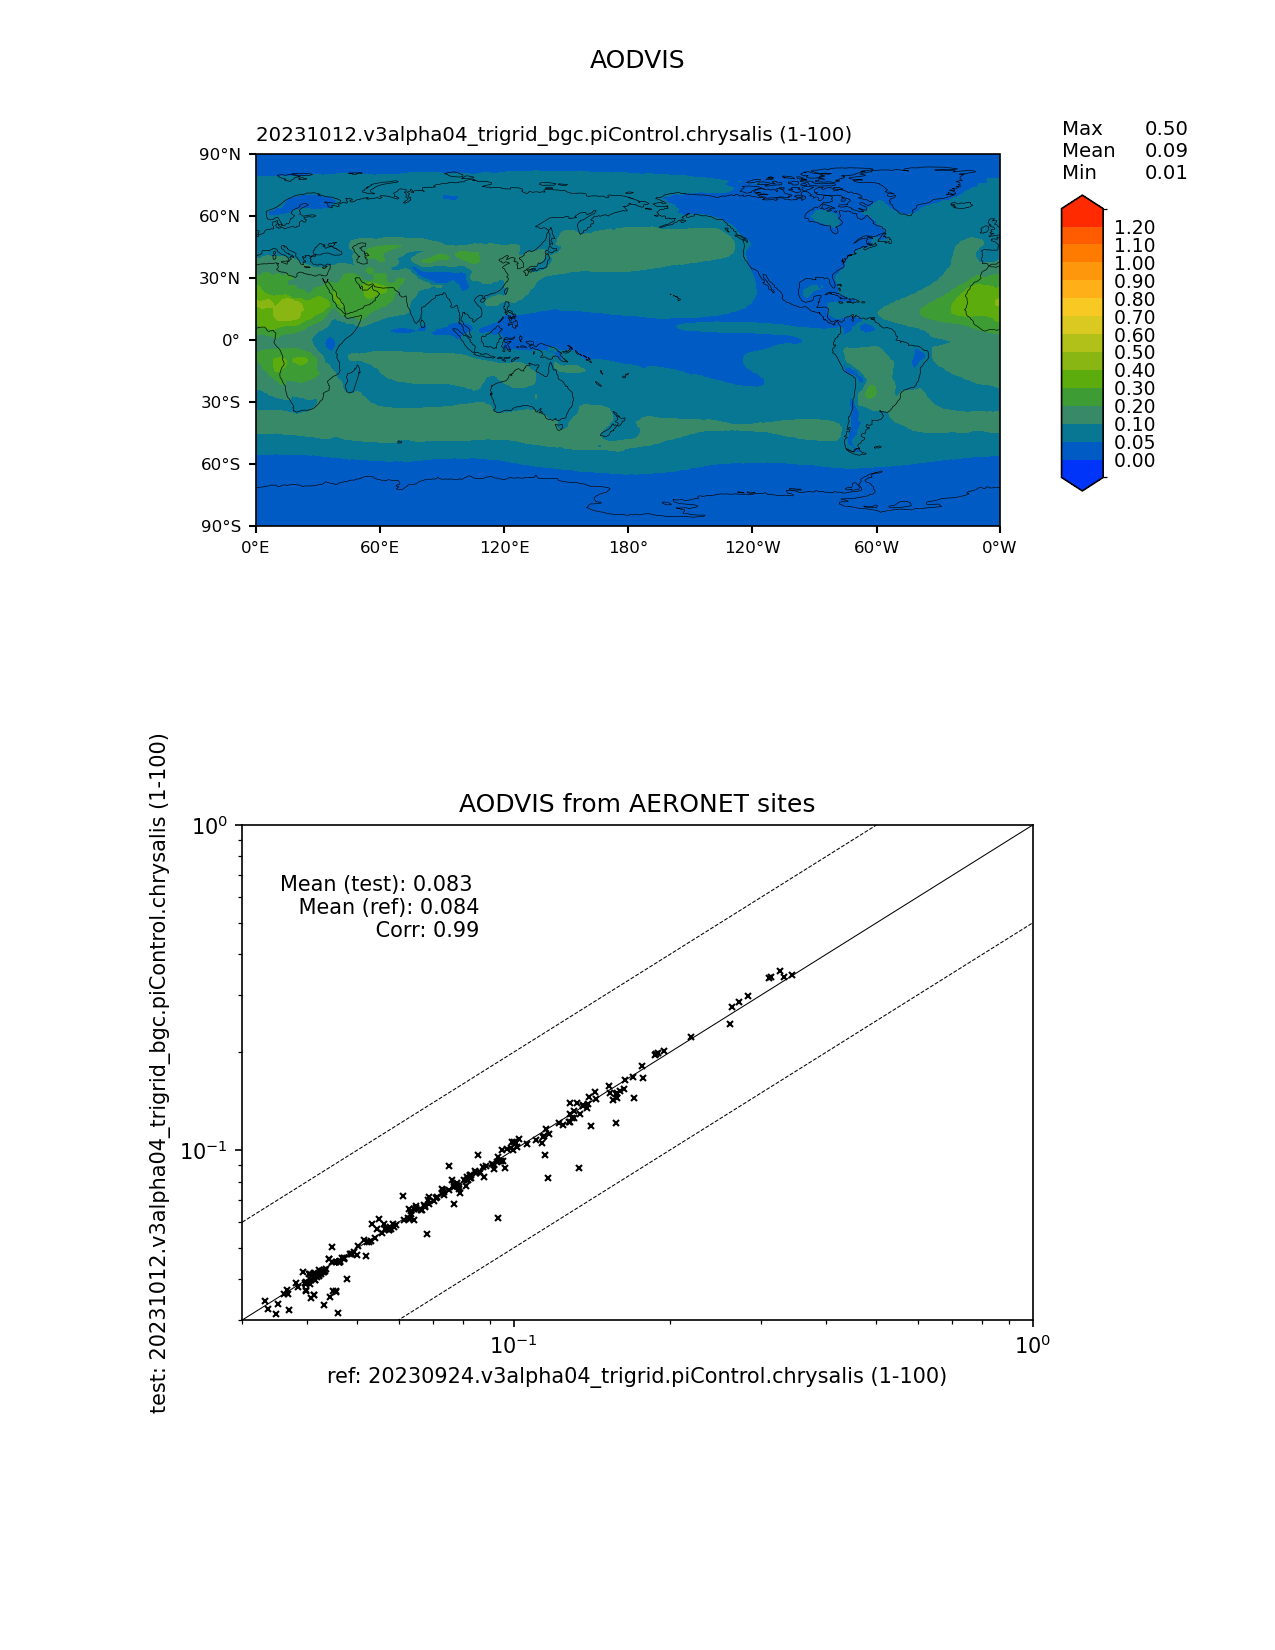 AODVIS
20231012.v3alpha04_trigrid_bgc.piControl.chrysalis (1-100)
Max 0.50
Mean 0.09
Min 0.01
90°N
60°N
30°N
0°
30°S
60°S
90°S
0°E 60°E 120°E 180° 120°W 60°W 0°W
1.20
1.10
1.00
0.90
0.80
0.70
0.60
0.50
0.40
0.30
0.20
0.10
0.05
0.00
AODVIS from AERONET sites
Mean (test): 0.083
Mean (ref): 0.084
Corr: 0.99
10⁰
10⁻¹
10⁻¹ 10⁰
ref: 20230924.v3alpha04_trigrid.piControl.chrysalis (1-100)
test: 20231012.v3alpha04_trigrid_bgc.piControl.chrysalis (1-100)